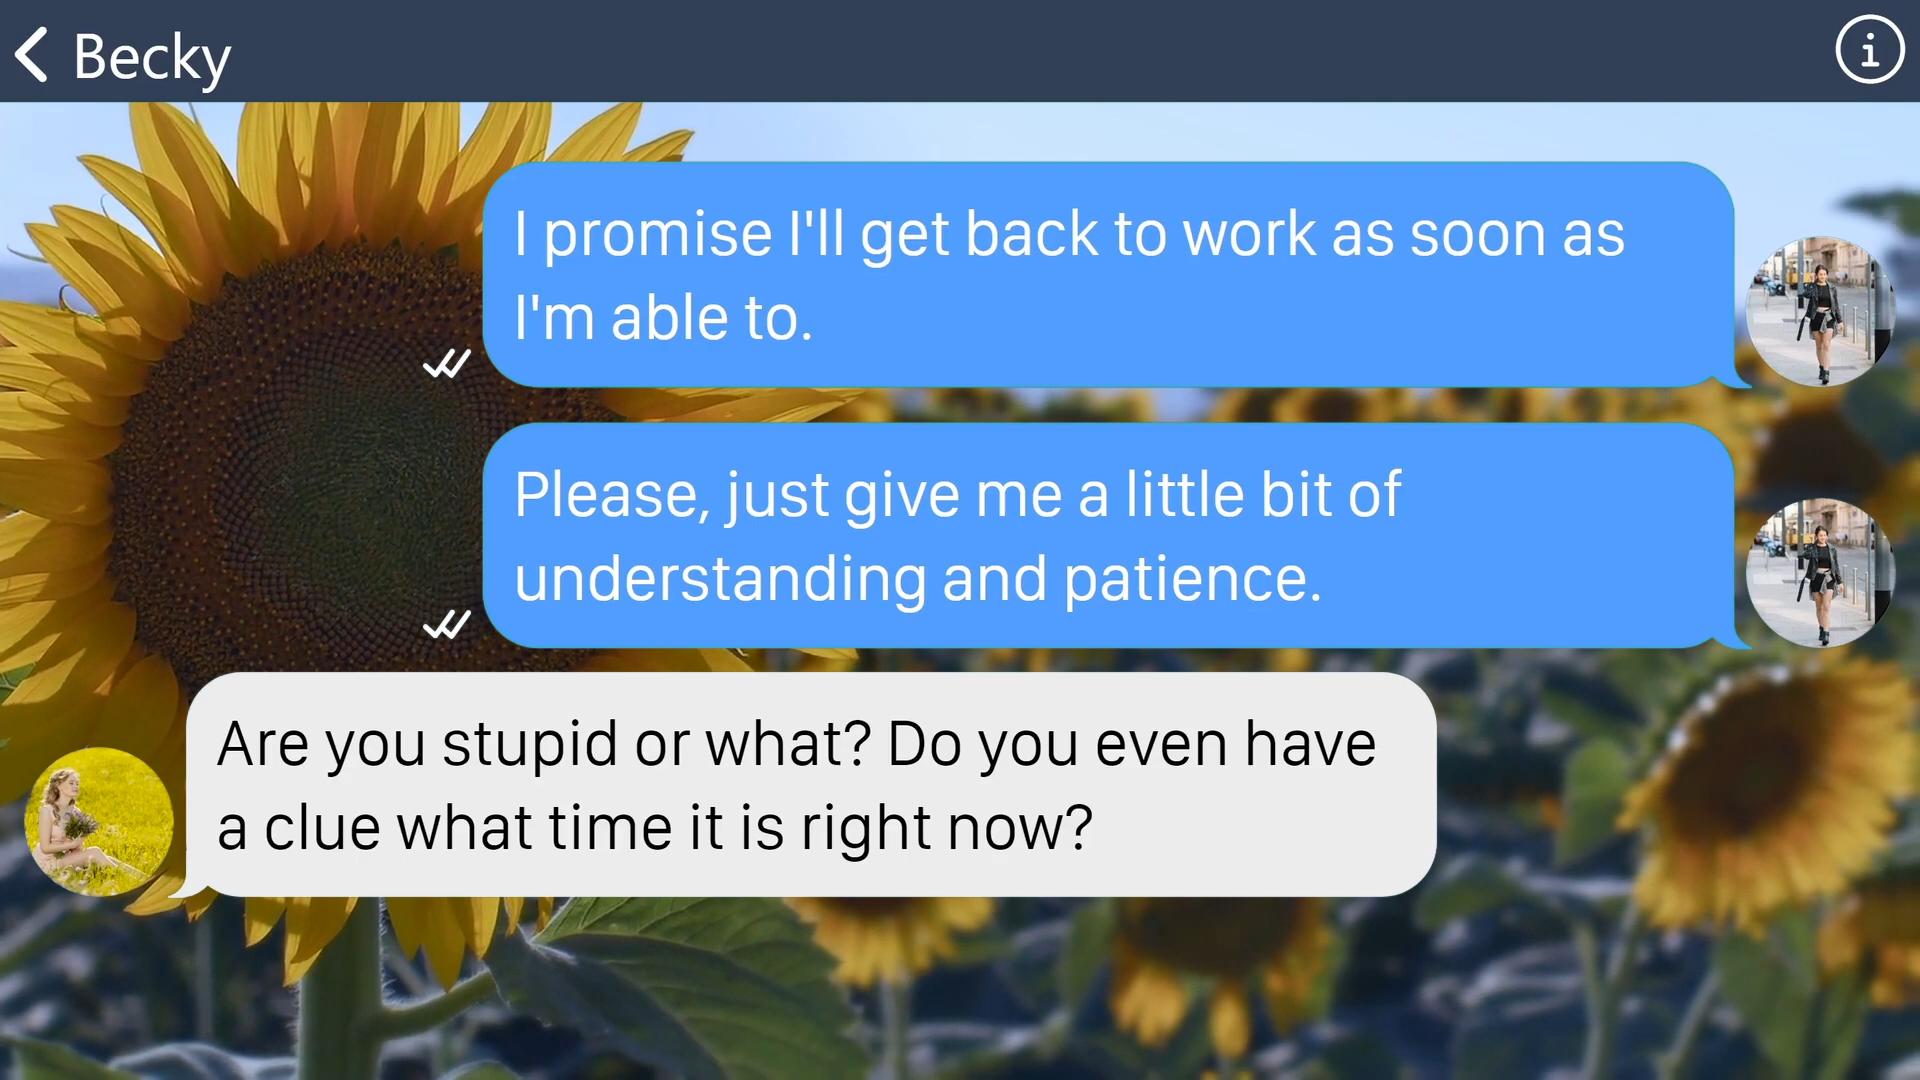 Becky
I promise I'll get back to work as soon as
I'm able to.
Please, just give me a little bit of
understanding and patience.
Are you stupid or what? Do you even have
a clue what time it is right now?